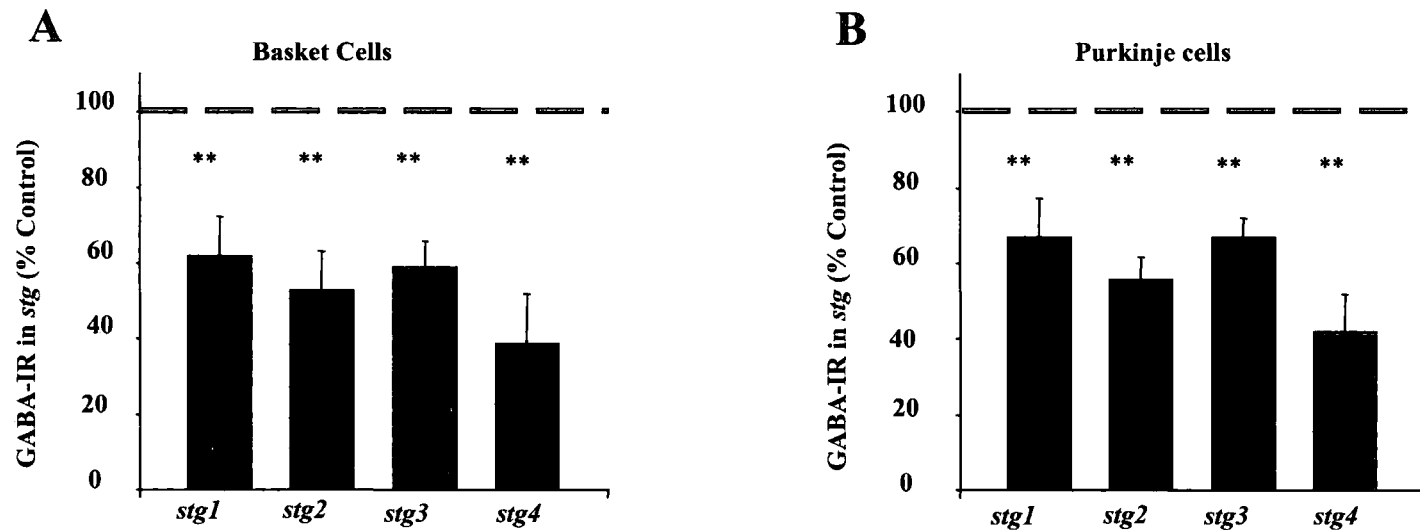 A
Basket Cells
GABA-IR in stg (% Control)
100
80
60
40
20
0
** ** ** **
stg1 stg2 stg3 stg4
B
Purkinje cells
GABA-IR in stg (% Control)
100
80
60
40
20
0
** ** ** **
stg1 stg2 stg3 stg4